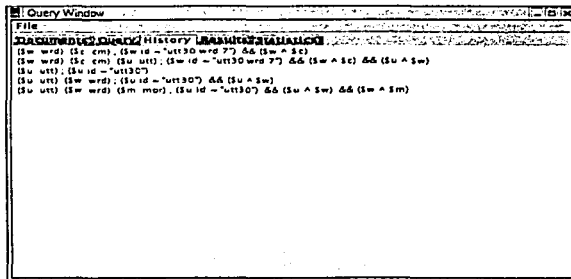 Query Window
File
Documents Query History Results Statistics
($w wrd) ($c cm) ; ($w id ~ "utt30 wrd 7") && ($w ^ $c)
($w wrd) ($c cm) ($u utt) ; ($w id ~ "utt30 wrd 7") && ($w ^ $c) && ($u ^ $w)
($u utt) ; ($u id ~ "utt30")
($u utt) ($w wrd) ; ($u id ~ "utt30") && ($u ^ $w)
($u utt) ($w wrd) ($m mor) ; ($u id ~ "utt30") && ($u ^ $w) && ($w ^ $m)